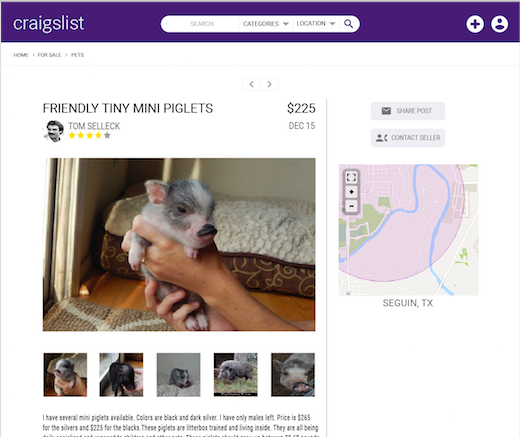 craigslist
SEARCH CATEGORIES LOCATION
HOME › FOR SALE › PETS
FRIENDLY TINY MINI PIGLETS $225
TOM SELLECK DEC 15
SHARE POST
CONTACT SELLER
SEGUIN, TX
I have several mini piglets available. Colors are black and dark silver. I have only males left. Price is $265
for the silvers and $225 for the blacks.These piglets are litterbox trained and living inside. They are all being